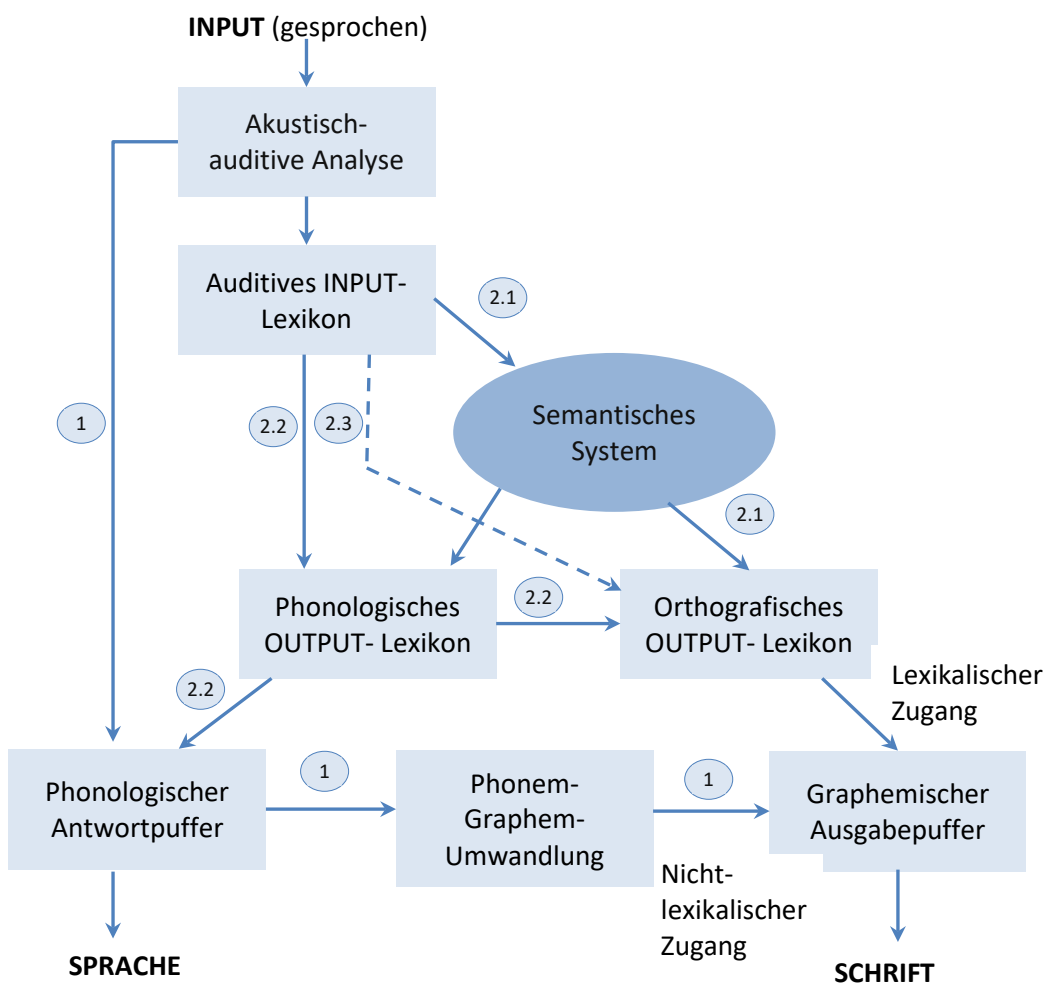 INPUT (gesprochen)
Akustisch-
auditive Analyse
Auditives INPUT-
Lexikon
2.1
1
2.2
2.3
Semantisches
System
2.1
Phonologisches
OUTPUT- Lexikon
2.2
Orthografisches
OUTPUT- Lexikon
2.2
Lexikalischer
Zugang
Phonologischer
Antwortpuffer
1
Phonem-
Graphem-
Umwandlung
1
Graphemischer
Ausgabepuffer
Nicht-
lexikalischer
Zugang
SPRACHE
SCHRIFT